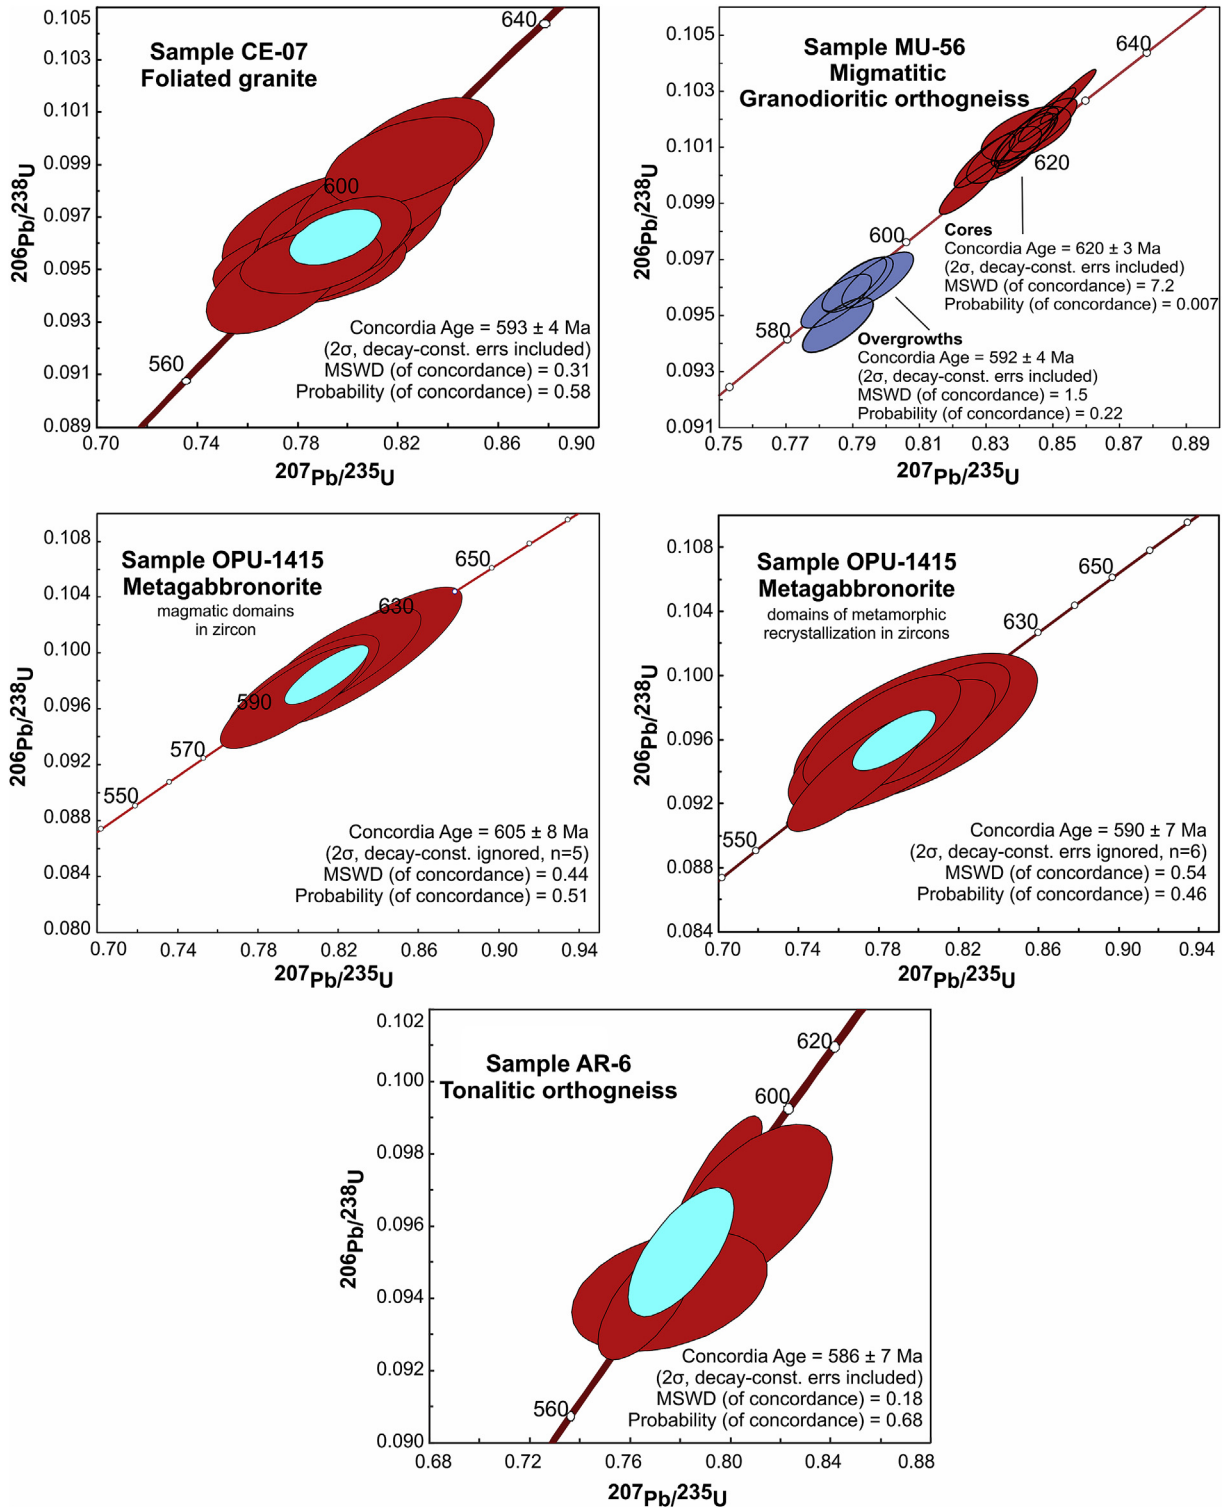 Sample CE-07
Foliated granite
640
600
560
Concordia Age = 593 ± 4 Ma
(2σ, decay-const. errs included)
MSWD (of concordance) = 0.31
Probability (of concordance) = 0.58
0.105
0.103
0.101
0.099
0.097
0.095
0.093
0.091
0.089
0.70
0.74
0.78
0.82
0.86
0.90
206Pb/238U
207Pb/235U
Sample MU-56
Migmatitic
Granodioritic orthogneiss
640
620
600
580
Cores
Concordia Age = 620 ± 3 Ma
(2σ, decay-const. errs included)
MSWD (of concordance) = 7.2
Probability (of concordance) = 0.007
Overgrowths
Concordia Age = 592 ± 4 Ma
(2σ, decay-const. errs included)
MSWD (of concordance) = 1.5
Probability (of concordance) = 0.22
0.105
0.103
0.101
0.099
0.097
0.095
0.093
0.091
0.75
0.77
0.79
0.81
0.83
0.85
0.87
0.89
206Pb/238U
207Pb/235U
Sample OPU-1415
Metagabbronorite
magmatic domains
in zircon
650
630
590
570
550
Concordia Age = 605 ± 8 Ma
(2σ, decay-const. ignored, n=5)
MSWD (of concordance) = 0.44
Probability (of concordance) = 0.51
0.108
0.104
0.100
0.096
0.092
0.088
0.084
0.080
0.70
0.74
0.78
0.82
0.86
0.90
0.94
206Pb/238U
207Pb/235U
Sample OPU-1415
Metagabbronorite
domains of metamorphic
recrystallization in zircons
650
630
550
Concordia Age = 590 ± 7 Ma
(2σ, decay-const. errs ignored, n=6)
MSWD (of concordance) = 0.54
Probability (of concordance) = 0.46
0.108
0.104
0.100
0.096
0.092
0.088
0.084
0.70
0.74
0.78
0.82
0.86
0.90
0.94
206Pb/238U
207Pb/235U
Sample AR-6
Tonalitic orthogneiss
620
600
560
Concordia Age = 586 ± 7 Ma
(2σ, decay-const. errs included)
MSWD (of concordance) = 0.18
Probability (of concordance) = 0.68
0.102
0.100
0.098
0.096
0.094
0.092
0.090
0.68
0.72
0.76
0.80
0.84
0.88
206Pb/238U
207Pb/235U